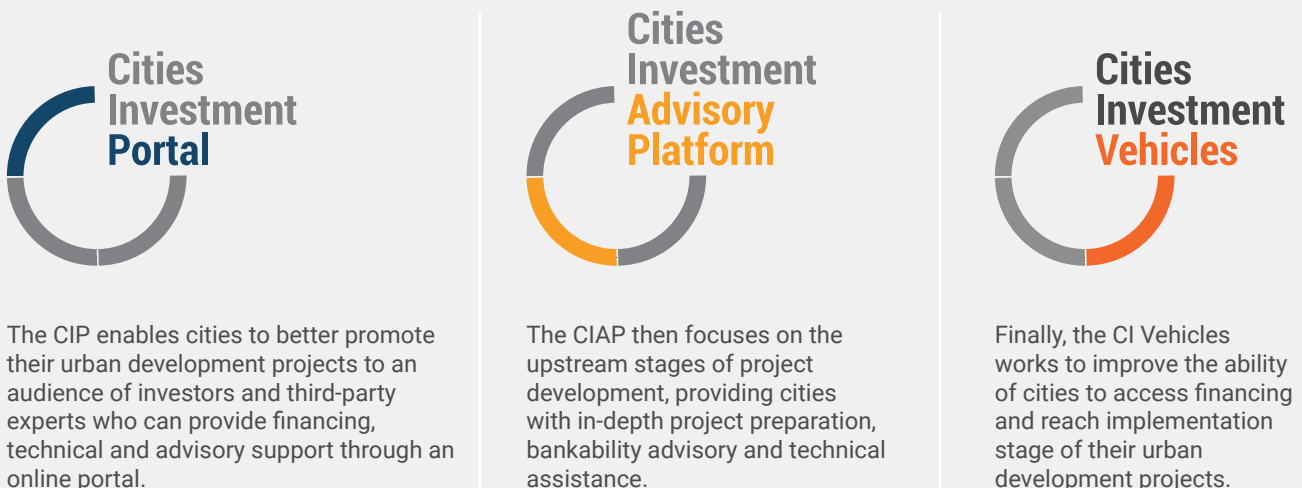 Cities
Investment
Portal
The CIP enables cities to better promote
their urban development projects to an
audience of investors and third-party
experts who can provide financing,
technical and advisory support through an
online portal.
Cities
Investment
Advisory
Platform
The CIAP then focuses on the
upstream stages of project
development, providing cities
with in-depth project preparation,
bankability advisory and technical
assistance.
Cities
Investment
Vehicles
Finally, the CI Vehicles
works to improve the ability
of cities to access financing
and reach implementation
stage of their urban
development projects.